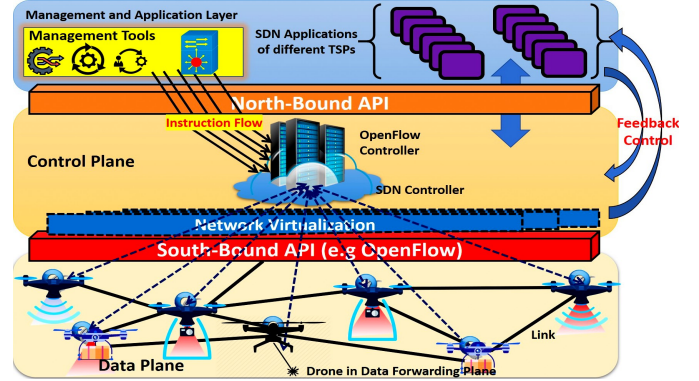 Management and Application Layer
Management Tools
SDN Applications
of different TSPs
North-Bound API
Instruction Flow
OpenFlow
Controller
Feedback
Control
Control Plane
SDN Controller
Network Virtualization
South-Bound API (e.g OpenFlow)
Link
Data Plane
Drone in Data Forwarding Plane